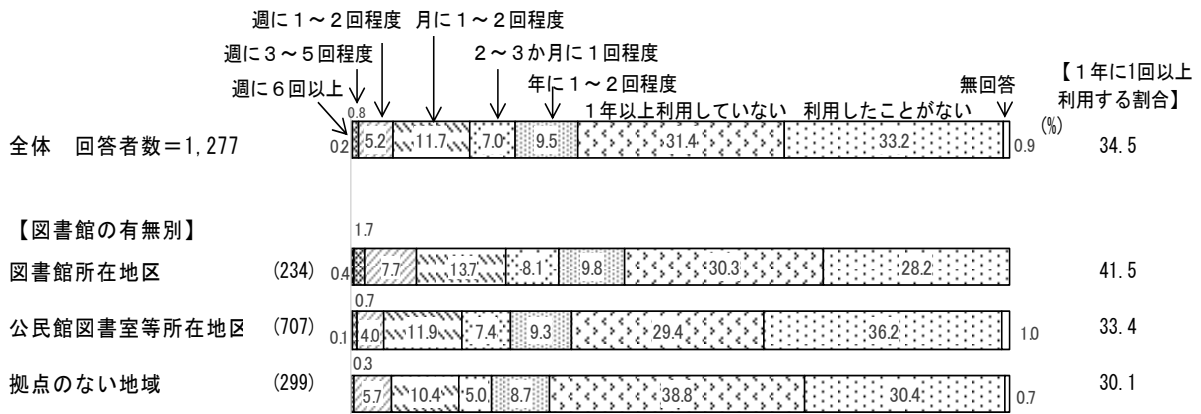 週に1～2回程度 月に1～2回程度
週に3～5回程度 2～3か月に1回程度
週に6回以上 年に1～2回程度 1年以上利用していない 利用したことがない 無回答 【1年に1回以上
利用する割合】
(%)
0.8
全体 回答者数＝1,277 0.2 5.2 11.7 7.0 9.5 31.4 33.2 0.9 34.5
【図書館の有無別】 1.7
図書館所在地区 (234) 0.4 7.7 13.7 8.1 9.8 30.3 28.2 41.5
0.7
公民館図書室等所在地区 (707) 0.1 4.0 11.9 7.4 9.3 29.4 36.2 1.0 33.4
0.3
拠点のない地域 (299) 5.7 10.4 5.0 8.7 38.8 30.4 0.7 30.1